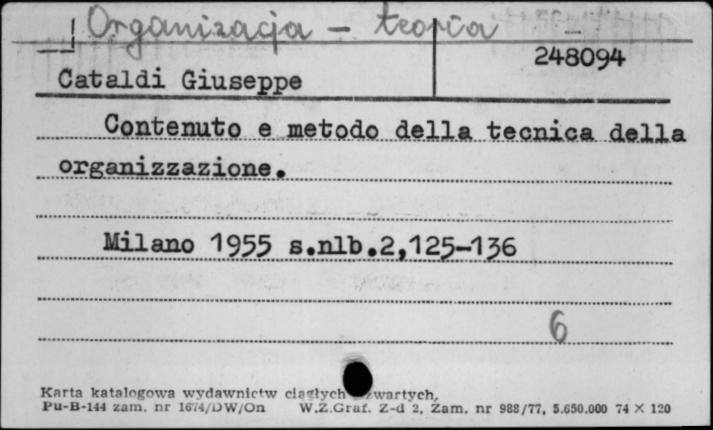 Organizacja - teoria
248094
Cataldi Giuseppe
Contenuto e metodo della tecnica della
organizzazione.
Milano 1955 s.nlb.2,125-136
6
Karta katalogowa wydawnictw ciągłych zwartych,
Pu-B-144 zam. nr 1674/DW/On W.Z.Graf. Z-d 2, Zam. nr 988/77, 5.650.000 74 × 120